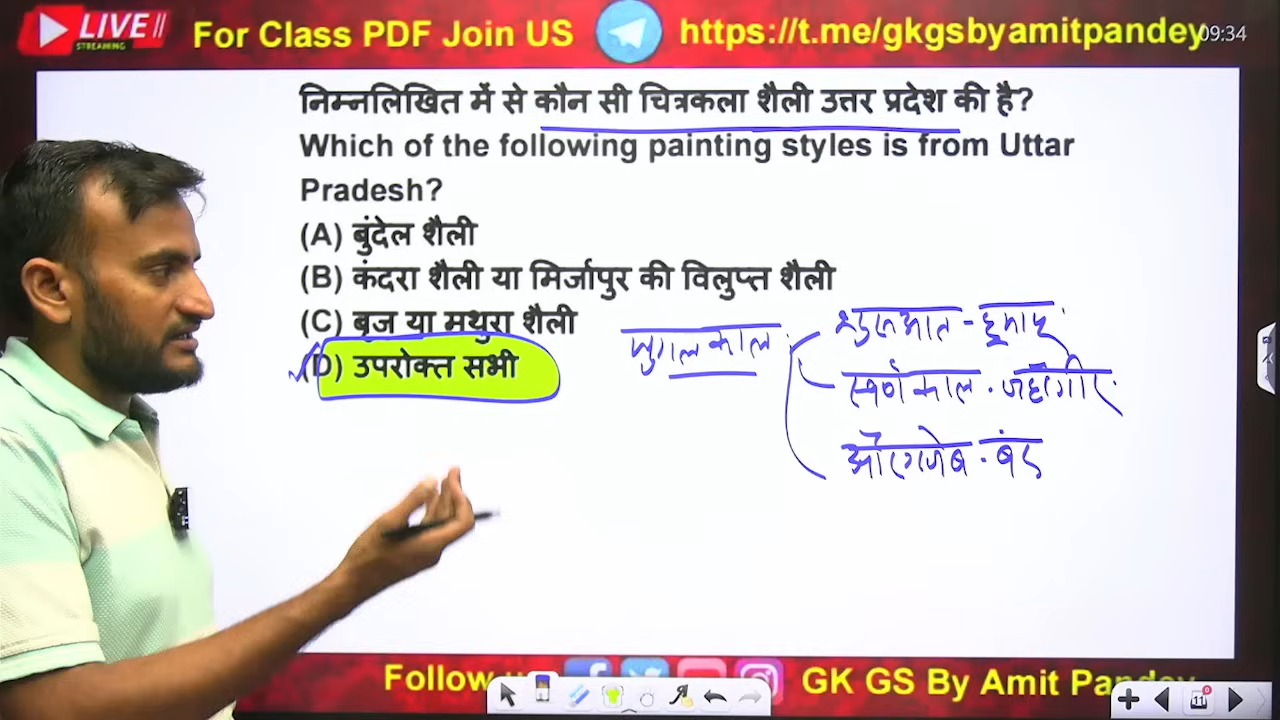 LIVE
STREAMING
For Class PDF Join US
https://t.me/gkgsbyamitpandey
09:34
निम्नलिखित में से कौन सी चित्रकला शैली उत्तर प्रदेश की है?
Which of the following painting styles is from Uttar
Pradesh?
(A) बुंदेल शैली
(B) कंदरा शैली या मिर्जापुर की विलुप्त शैली
(C) बृज या मथुरा शैली
(D) उपरोक्त सभी
मुगल काल
शुरुआत - हुमायूं
स्वर्ण काल - जहाँगीर
औरंगजेब - बंद
Follow us
GK GS By Amit Pandey
11